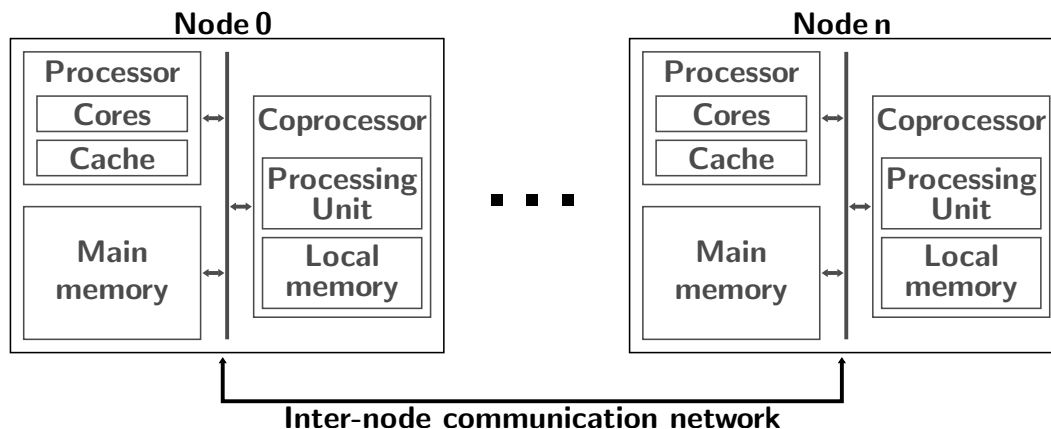 Node 0
Processor
Cores
Cache
Main
memory
Coprocessor
Processing
Unit
Local
memory
Node n
Processor
Cores
Cache
Main
memory
Coprocessor
Processing
Unit
Local
memory
Inter-node communication network